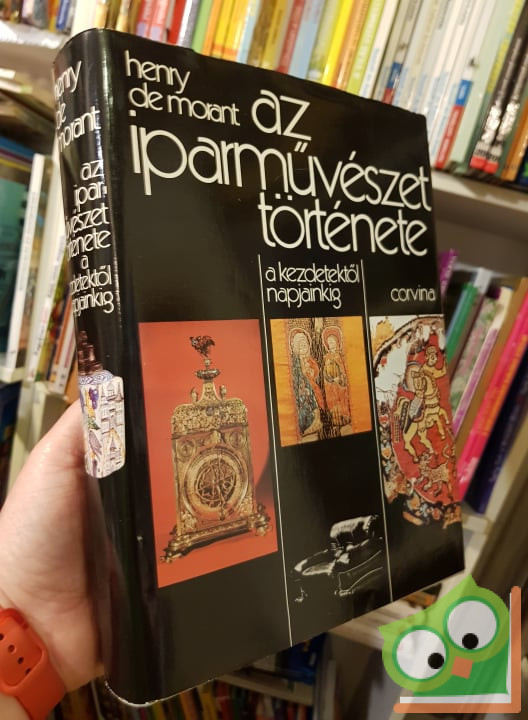 henry
de morant
az
iparművészet
története
a kezdetektől
napjainkig
corvina
henry
de
morant
az
ipar
művészet
története
a
kezdetektől
napjainkig